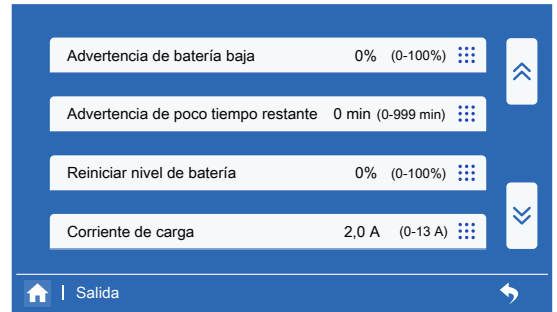 Advertencia de batería baja 0% (0-100%)
Advertencia de poco tiempo restante 0 min (0-999 min)
Reiniciar nivel de batería 0% (0-100%)
Corriente de carga 2,0 A (0-13 A)
Salida